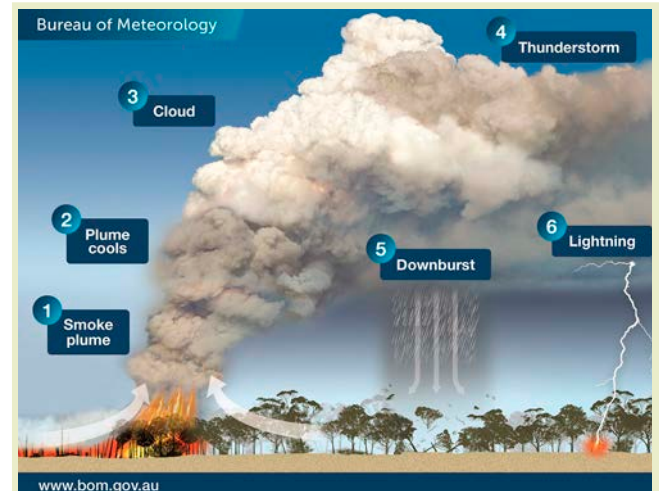 Bureau of Meteorology
4
Thunderstorm
3
Cloud
2
Plume
cools
5
Downburst
6
Lightning
1
Smoke
plume
www.bom.gov.au